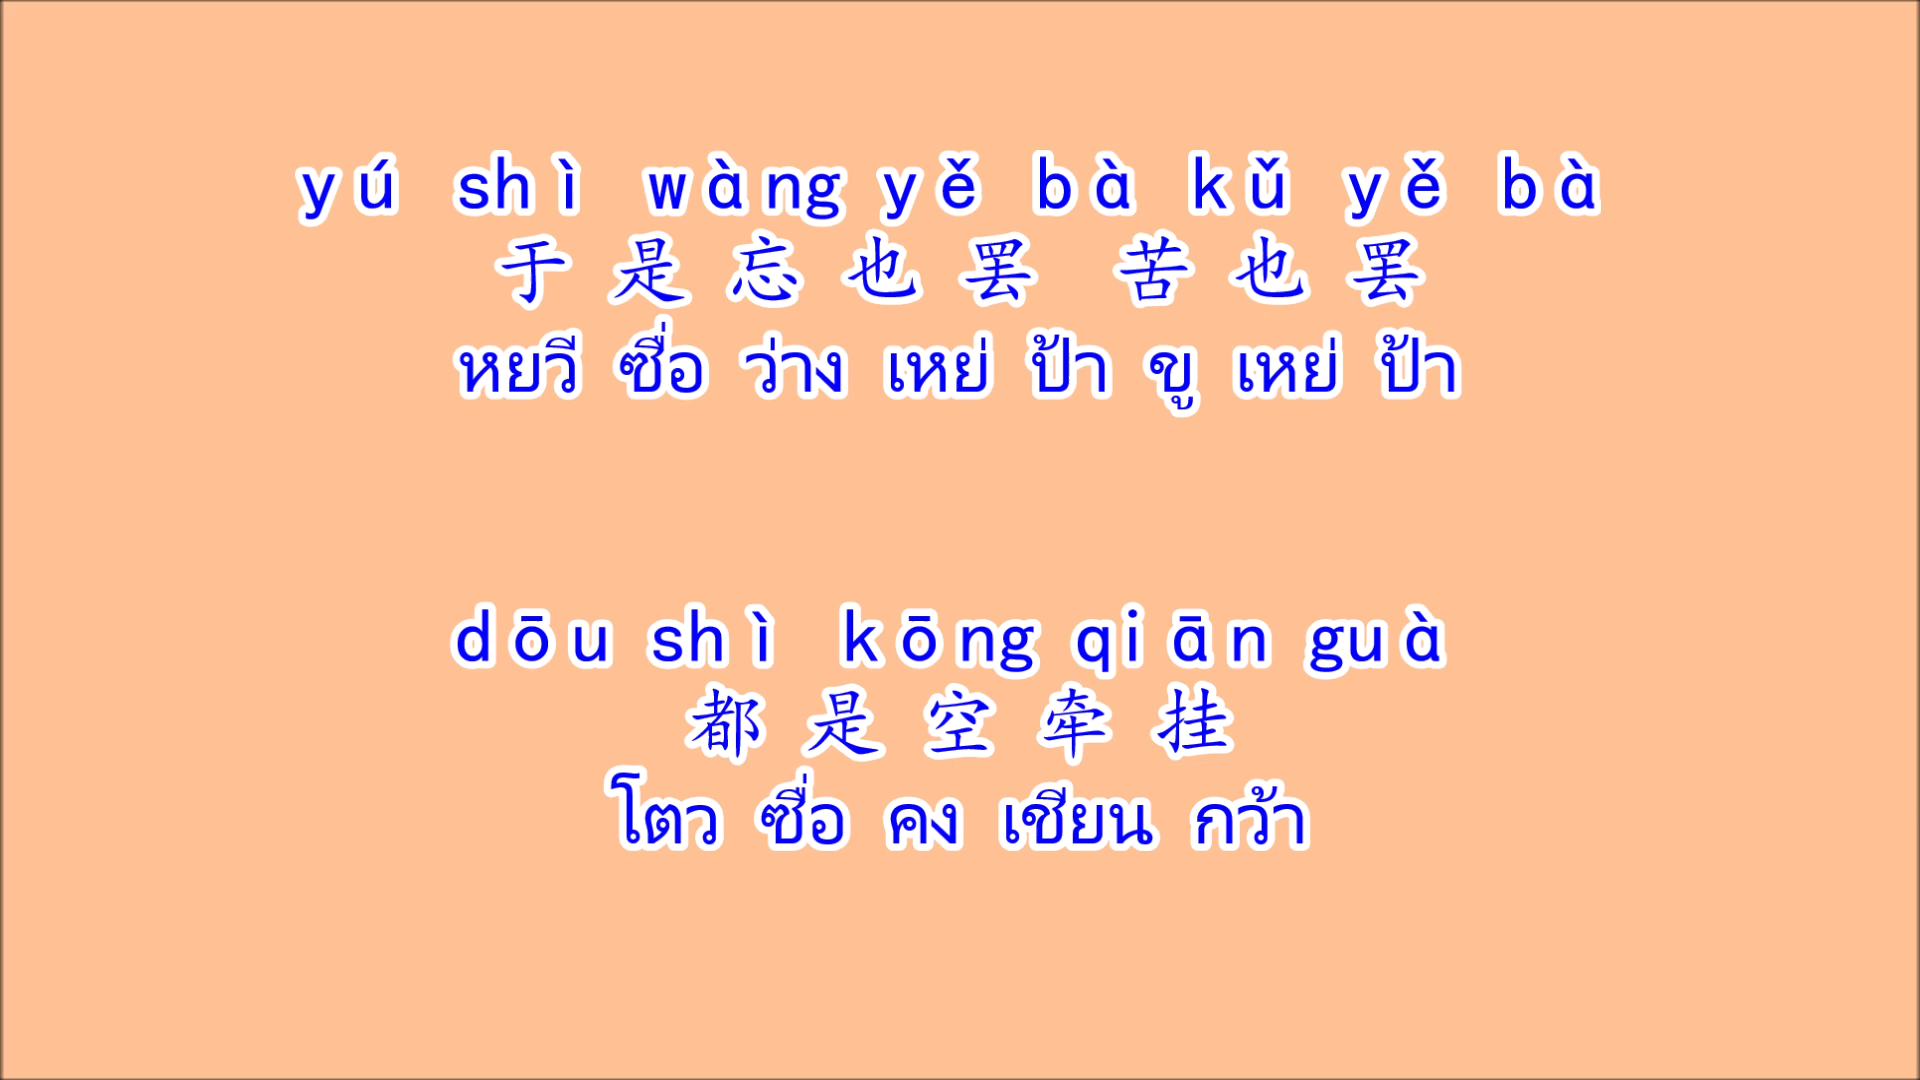 yú shì wàng yě bà kǔ yě bà
于是忘也罢 苦也罢
หยวี ซื่อ ว่าง เหย่ ป้า ขู เหย่ ป้า
dōu shì kōng qiān guà
都是空牵挂
โตว ซื่อ คง เชียน กว้า